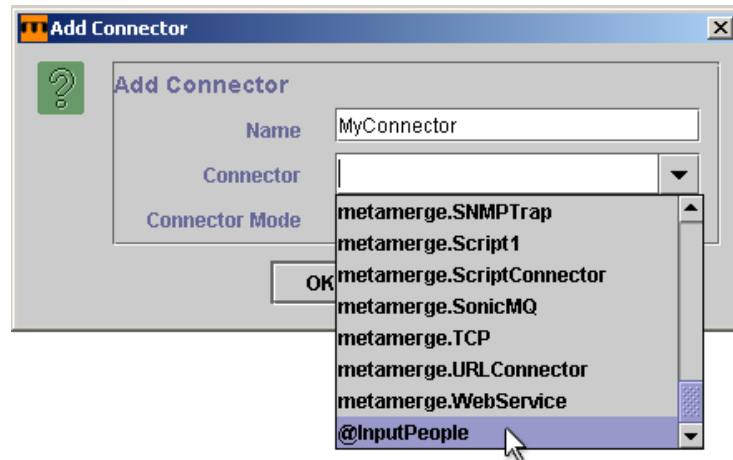 Add Connector
Add Connector
Name MyConnector
Connector
Connector Mode
metamerge.SNMPTrap
metamerge.Script1
metamerge.ScriptConnector
OK
metamerge.SonicMQ
metamerge.TCP
metamerge.URLConnector
metamerge.WebService
@InputPeople